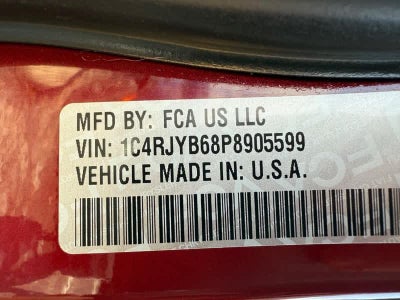 MFD BY: FCA US LLC
VIN: 1C4RJYB68P8905599
VEHICLE MADE IN: U.S.A.